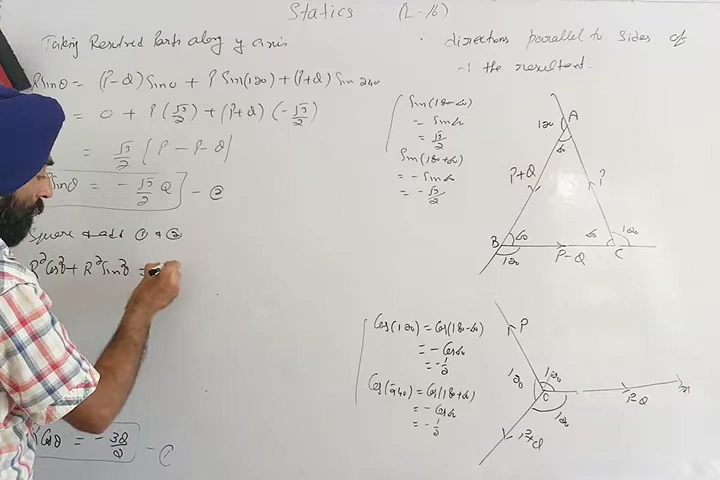 Statics (L-16)
Taking Resolved Parts along y axis
RSinθ = (P-Q) Sin0 + P Sin(120) + (P+Q) Sin 240
= 0 + P(√3/2) + (P+Q) (-√3/2)
= √3/2 [P - P - Q]
Sinθ = - √3/2 Q - ②
Square & add ① & ②
R²Cos²θ + R²Sin²θ =
RCosθ = - 3Q/2 - ①
directions parallel to sides of
the resultant.
Sin(180-60)
= Sin60
= √3/2
Sin(180+60)
= - Sin60
= - √3/2
120 A
60
P+Q P
B 60 60 120
120 P-Q C
Cos(120) = Cos(180-60)
= - Cos60
= - 1/2
Cos(240) = Cos(180+60)
= - Cos60
= - 1/2
P
120 120
C P-Q x
120
P+Q